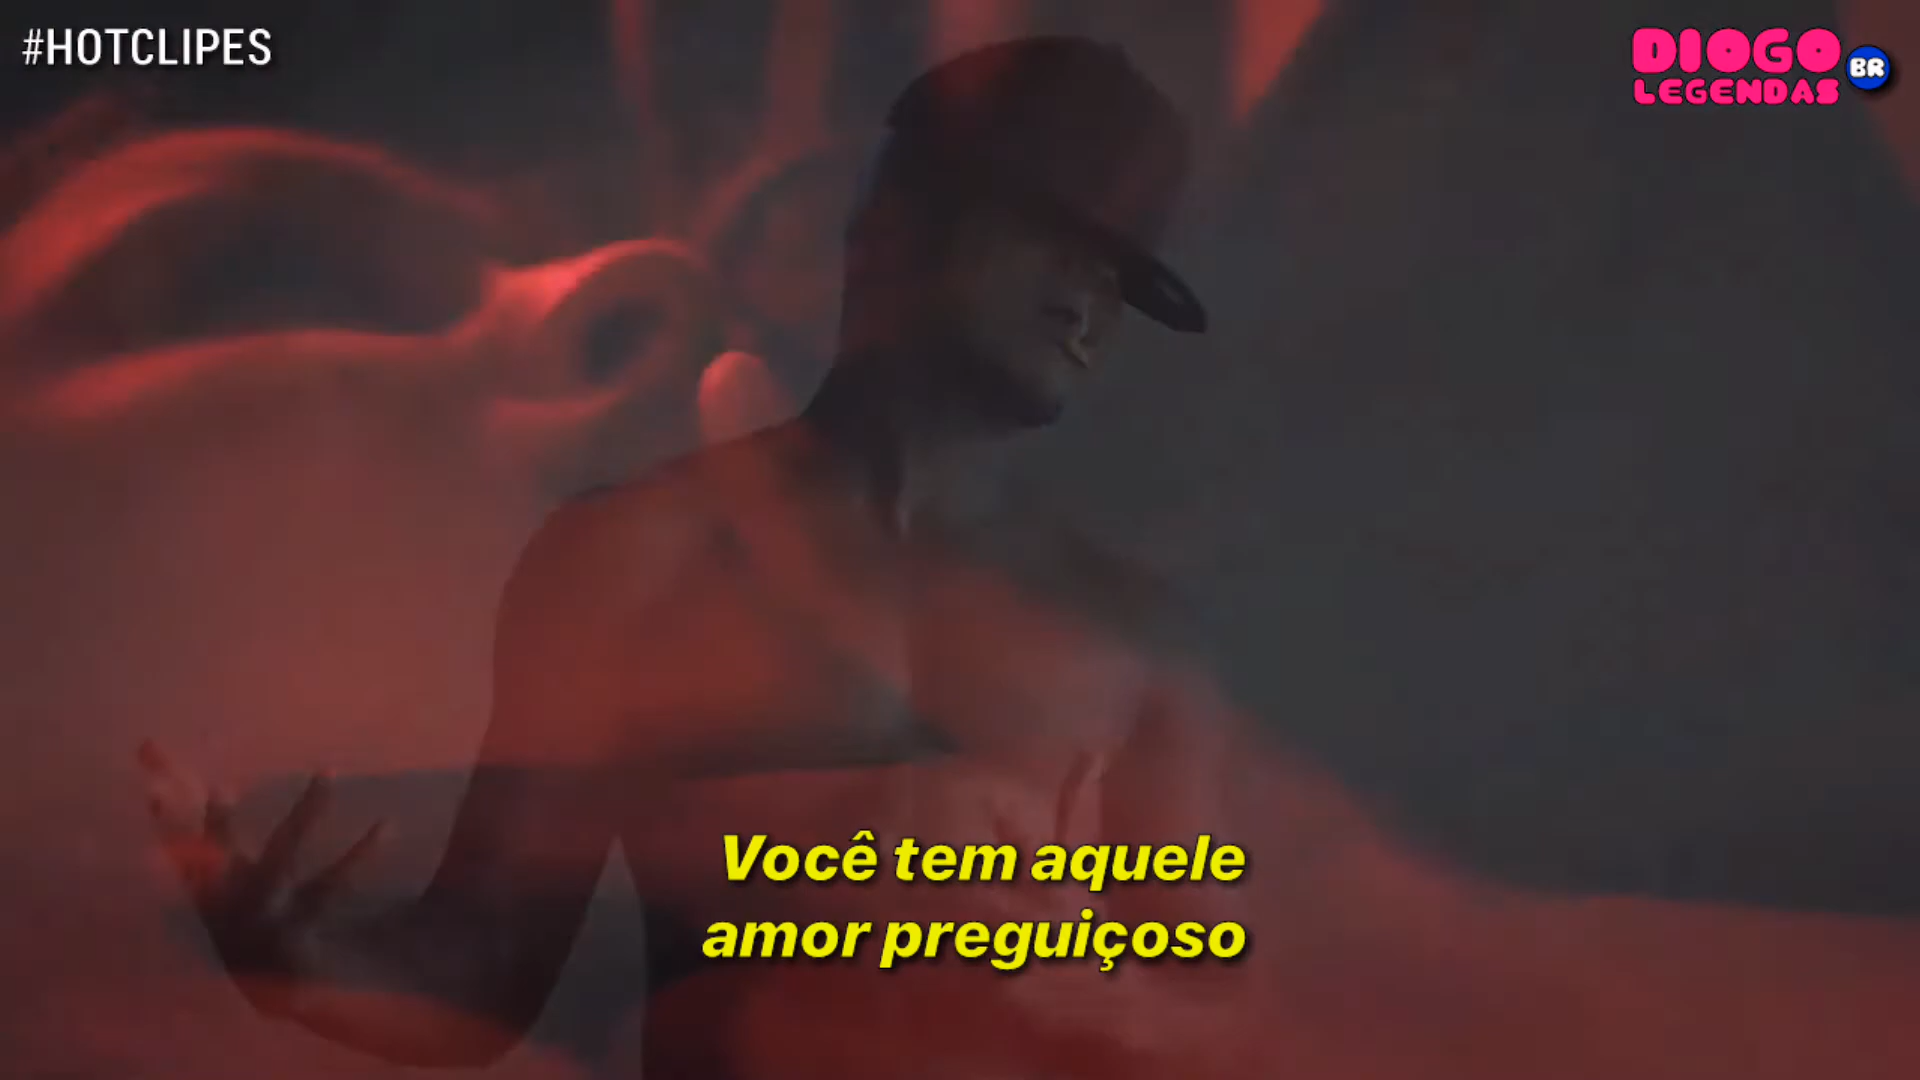 #HOTCLIPES
DIOGO
LEGENDAS
BR
Você tem aquele
amor preguiçoso